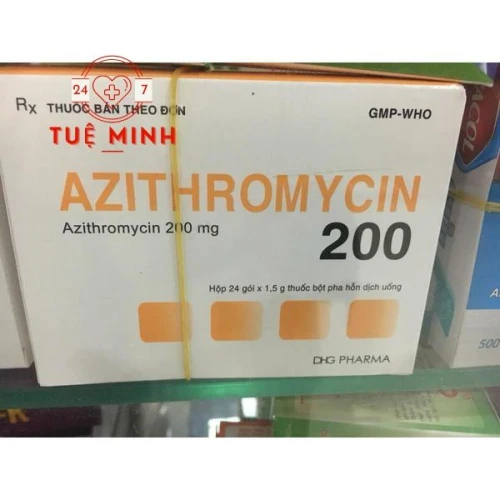 24 7
Rx THUỐC BÁN THEO ĐƠN
GMP-WHO
TUỆ MINH
AZITHROMYCIN
Azithromycin 200 mg
200
Hộp 24 gói x 1,5 g thuốc bột pha hỗn dịch uống
DHG PHARMA
500